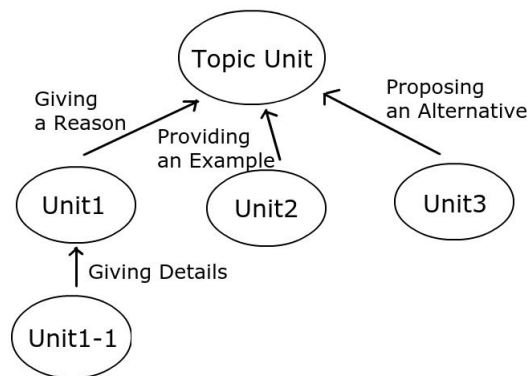 Topic Unit
Giving
a Reason
Providing
an Example
Proposing
an Alternative
Unit1
Unit2
Unit3
Giving Details
Unit1-1